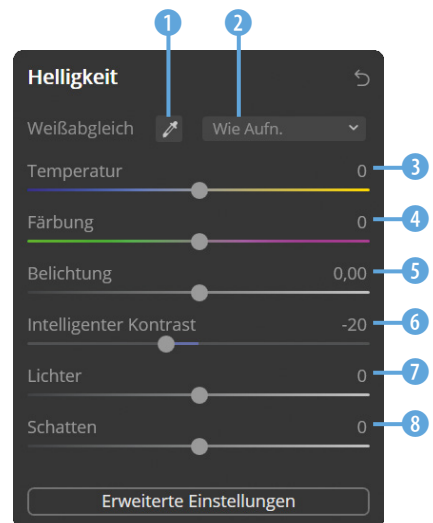 1 2
Helligkeit
Weißabgleich Wie Aufn.
Temperatur 0 3
Färbung 0 4
Belichtung 0,00 5
Intelligenter Kontrast -20 6
Lichter 0 7
Schatten 0 8
Erweiterte Einstellungen